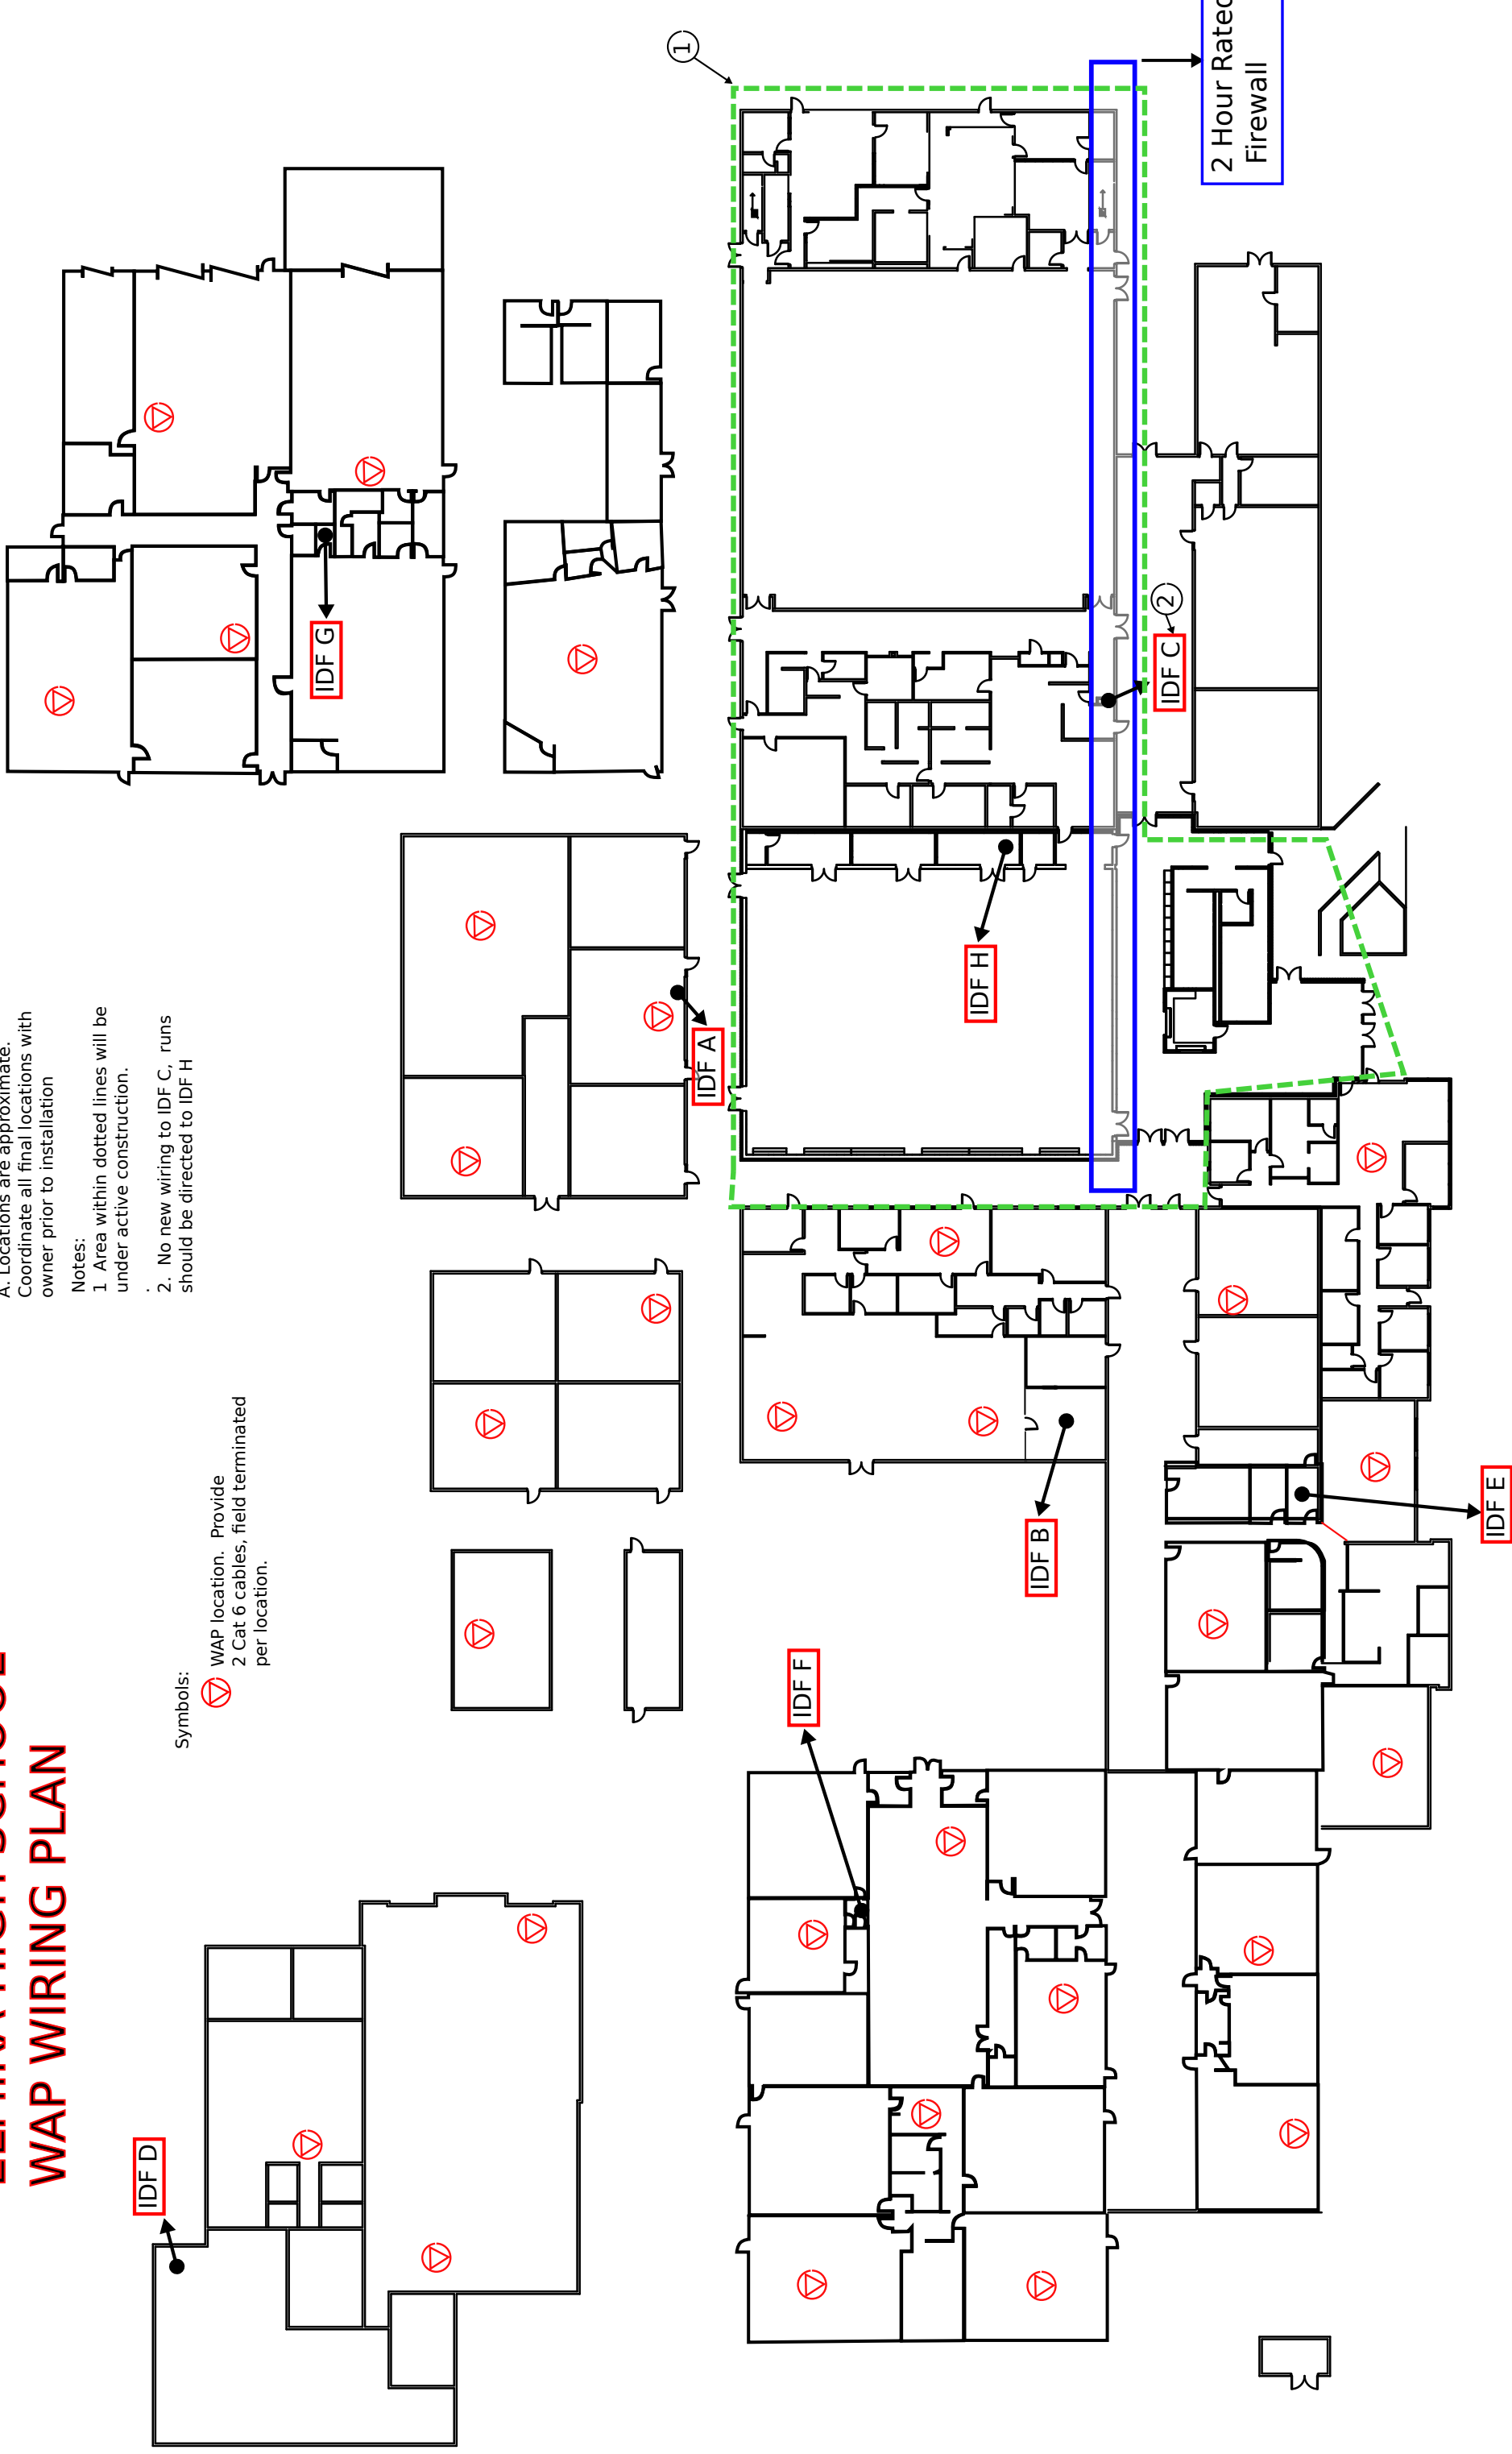 WAP WIRING PLAN
Symbols:
WAP location. Provide
2 Cat 6 cables, field terminated
per location.
A. Locations are approximate.
Coordinate all final locations with
owner prior to installation
Notes:
1 Area within dotted lines will be
under active construction.
.
2. No new wiring to IDF C, runs
should be directed to IDF H
IDF D
IDF F
IDF B
IDF E
IDF A
IDF H
IDF G
IDF C
2
1
2 Hour Rated
Firewall